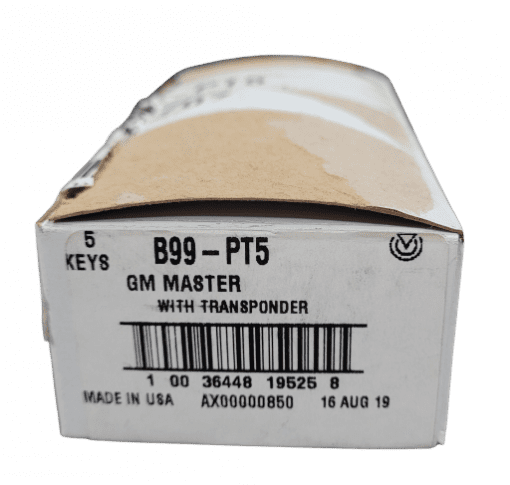 5
KEYS
B99-PT5
GM MASTER
WITH TRANSPONDER
1 00 36448 19525 8
MADE IN USA AX00000850 16 AUG 19